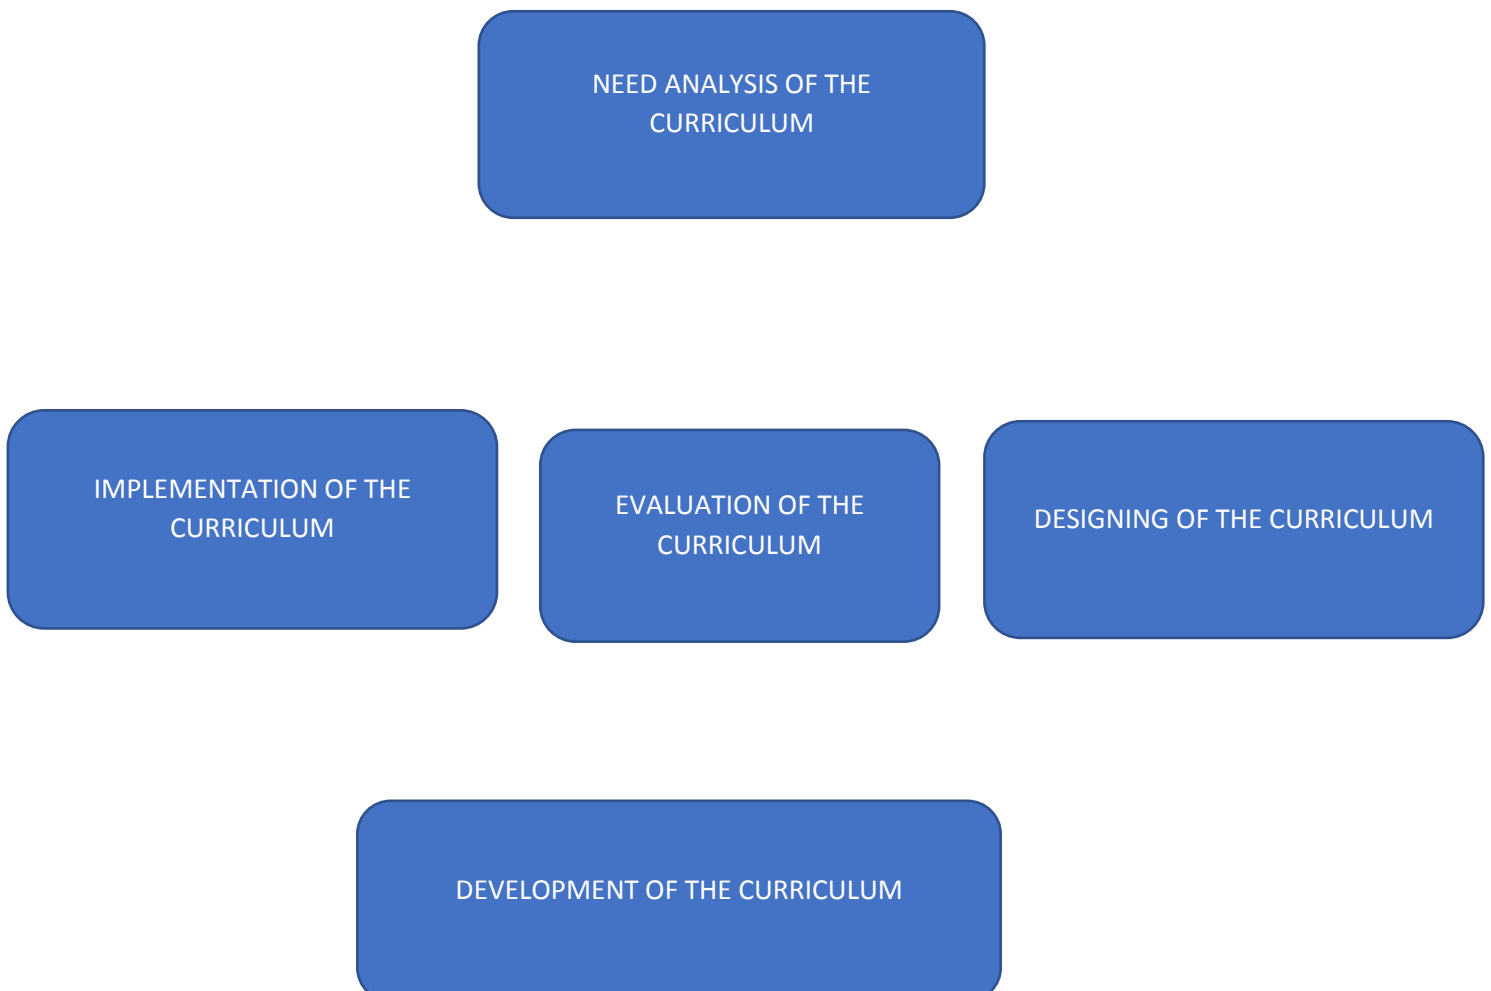 NEED ANALYSIS OF THE
CURRICULUM
IMPLEMENTATION OF THE
CURRICULUM
EVALUATION OF THE
CURRICULUM
DESIGNING OF THE CURRICULUM
DEVELOPMENT OF THE CURRICULUM